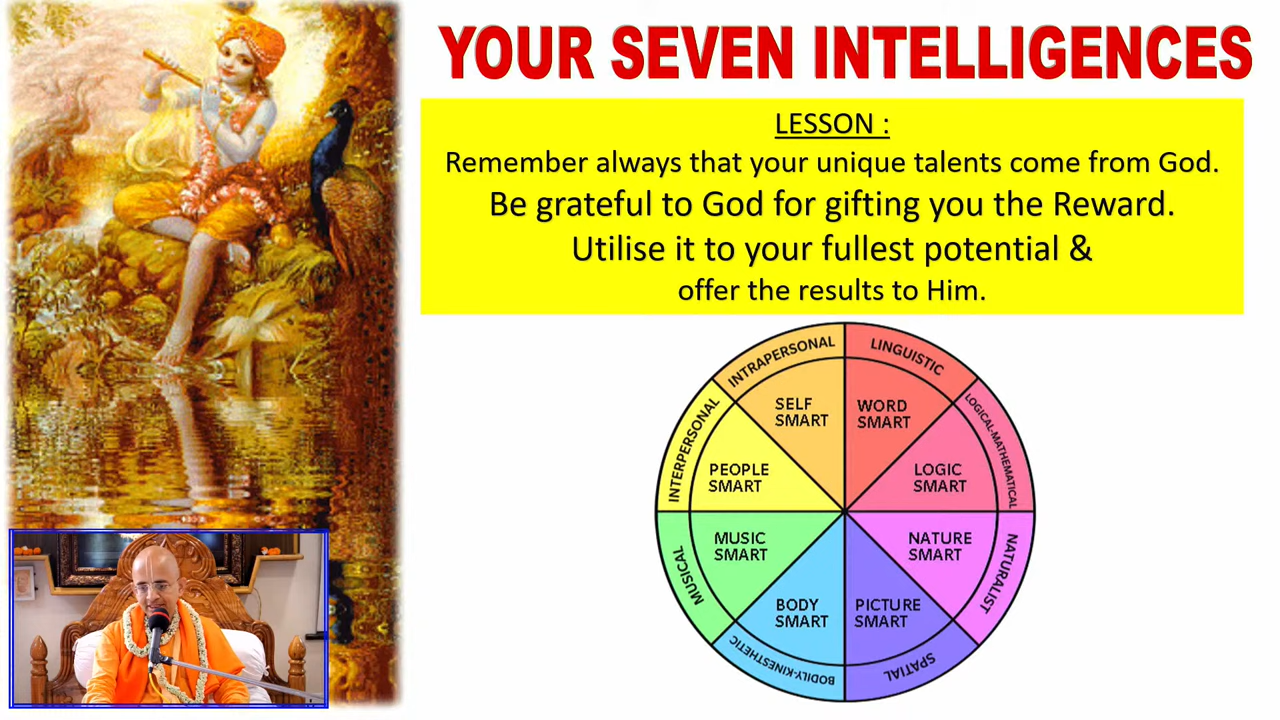 YOUR SEVEN INTELLIGENCES
LESSON :
Remember always that your unique talents come from God.
Be grateful to God for gifting you the Reward.
Utilise it to your fullest potential &
offer the results to Him.
INTRAPERSONAL
LINGUISTIC
SELF
SMART
WORD
SMART
INTERPERSONAL
LOGICAL-MATHEMATICAL
PEOPLE
SMART
LOGIC
SMART
MUSIC
SMART
NATURE
SMART
MUSICAL
NATURALIST
BODY
SMART
PICTURE
SMART
BODILY-KINESTHETIC
SPATIAL